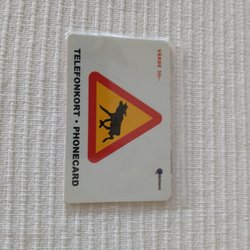 VÄRDE 30:-
TELEFONKORT • PHONECARD